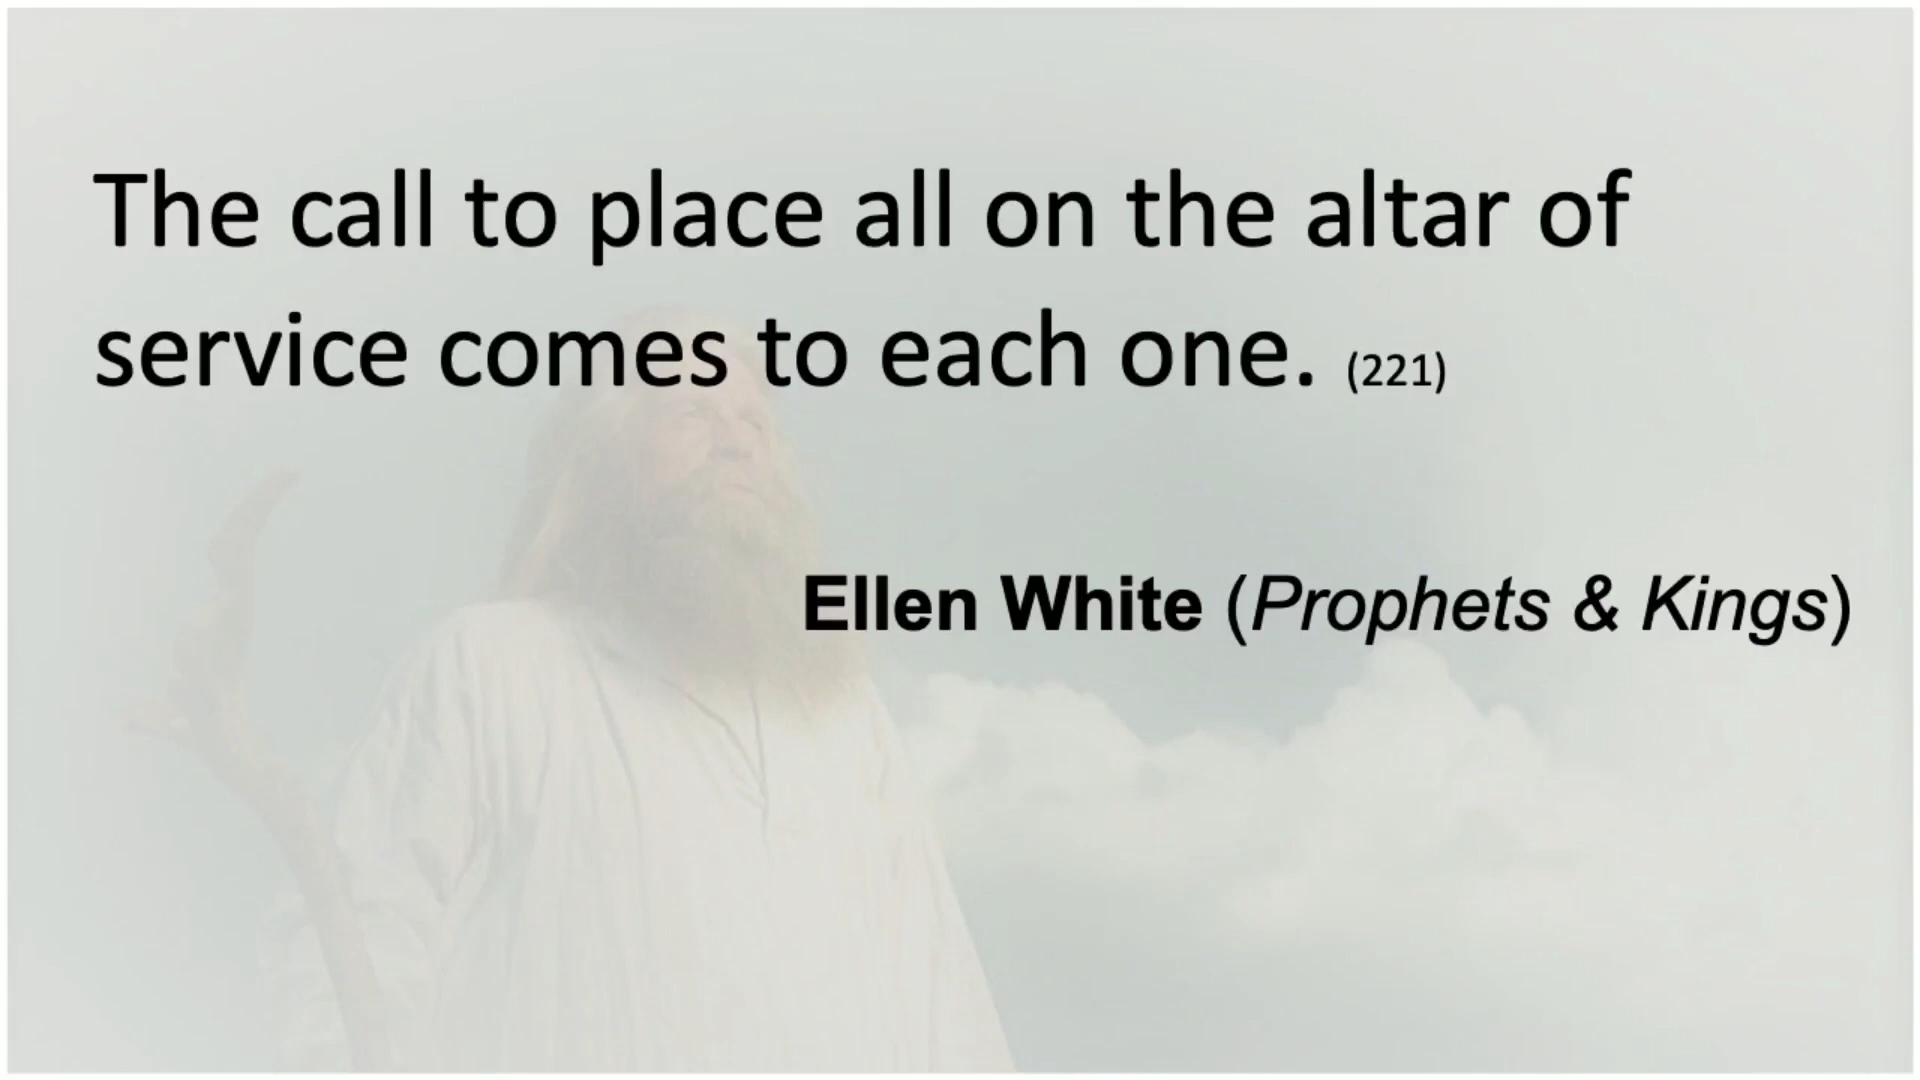 The call to place all on the altar of
service comes to each one. (221)
Ellen White (Prophets & Kings)